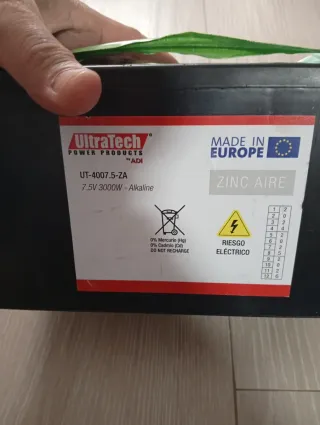 UltraTech
POWER PRODUCTS
by ADI
MADE IN
EUROPE
UT-4007.5-ZA
7.5V 3000W - Alkaline
ZINC AIRE
0% Mercurio (Hg)
0% Cadmio (Cd)
DO NOT RECHARGE
RIESGO
ELÉCTRICO